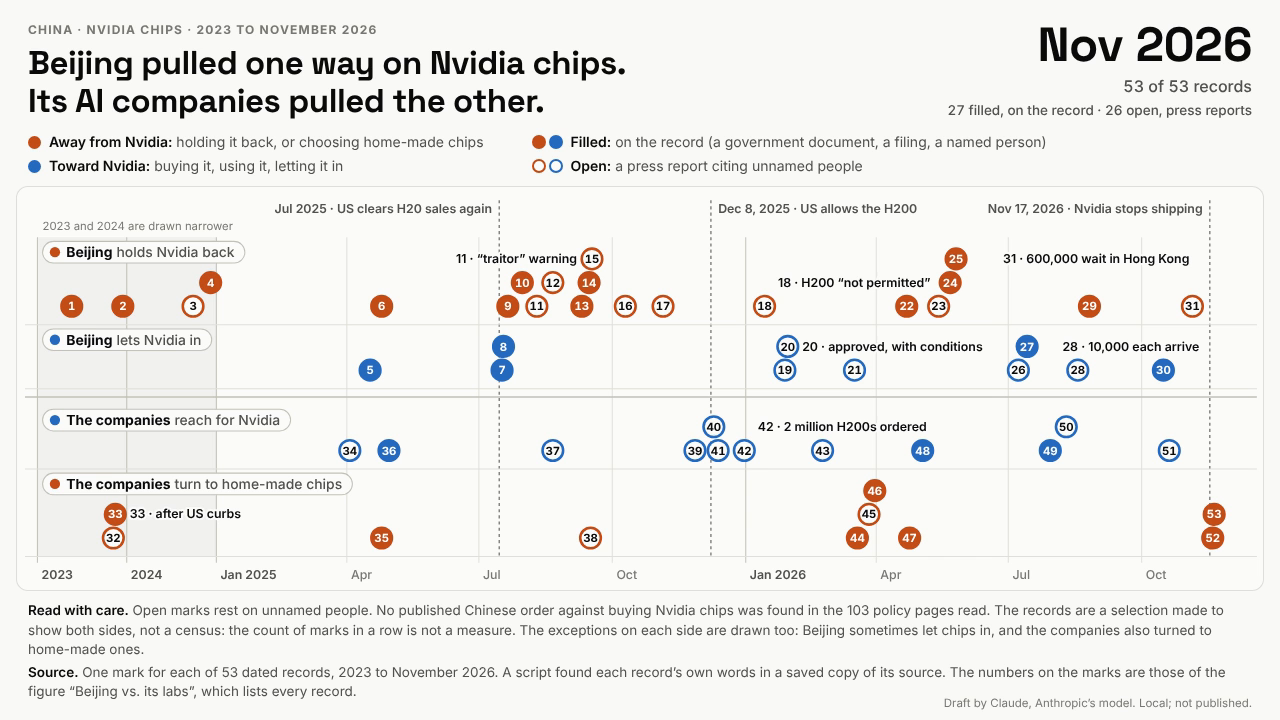 CHINA · NVIDIA CHIPS · 2023 TO NOVEMBER 2026
Beijing pulled one way on Nvidia chips.
Its AI companies pulled the other.
Nov 2026
53 of 53 records
27 filled, on the record · 26 open, press reports
Away from Nvidia: holding it back, or choosing home-made chips
Toward Nvidia: buying it, using it, letting it in
Filled: on the record (a government document, a filing, a named person)
Open: a press report citing unnamed people
Jul 2025 · US clears H20 sales again
Dec 8, 2025 · US allows the H200
Nov 17, 2026 · Nvidia stops shipping
2023 and 2024 are drawn narrower
Beijing holds Nvidia back
11 · “traitor” warning 15
25
31 · 600,000 wait in Hong Kong
4
10 12 14
18 · H200 “not permitted” 24
1 2 3 6 9 11 13 16 17 18 22 23 29 31
Beijing lets Nvidia in
8
20 20 · approved, with conditions
27
28 · 10,000 each arrive
5 7 19 21 26 28 30
The companies reach for Nvidia
40
42 · 2 million H200s ordered
50
34 36 37 39 41 42 43 48 49 51
The companies turn to home-made chips
46
33 33 · after US curbs
45
53
32 35 38 44 47 52
2023 2024 Jan 2025 Apr Jul Oct Jan 2026 Apr Jul Oct
Read with care. Open marks rest on unnamed people. No published Chinese order against buying Nvidia chips was found in the 103 policy pages read. The records are a selection made to
show both sides, not a census: the count of marks in a row is not a measure. The exceptions on each side are drawn too: Beijing sometimes let chips in, and the companies also turned to
home-made ones.
Source. One mark for each of 53 dated records, 2023 to November 2026. A script found each record’s own words in a saved copy of its source. The numbers on the marks are those of the
figure “Beijing vs. its labs”, which lists every record.
Draft by Claude, Anthropic’s model. Local; not published.